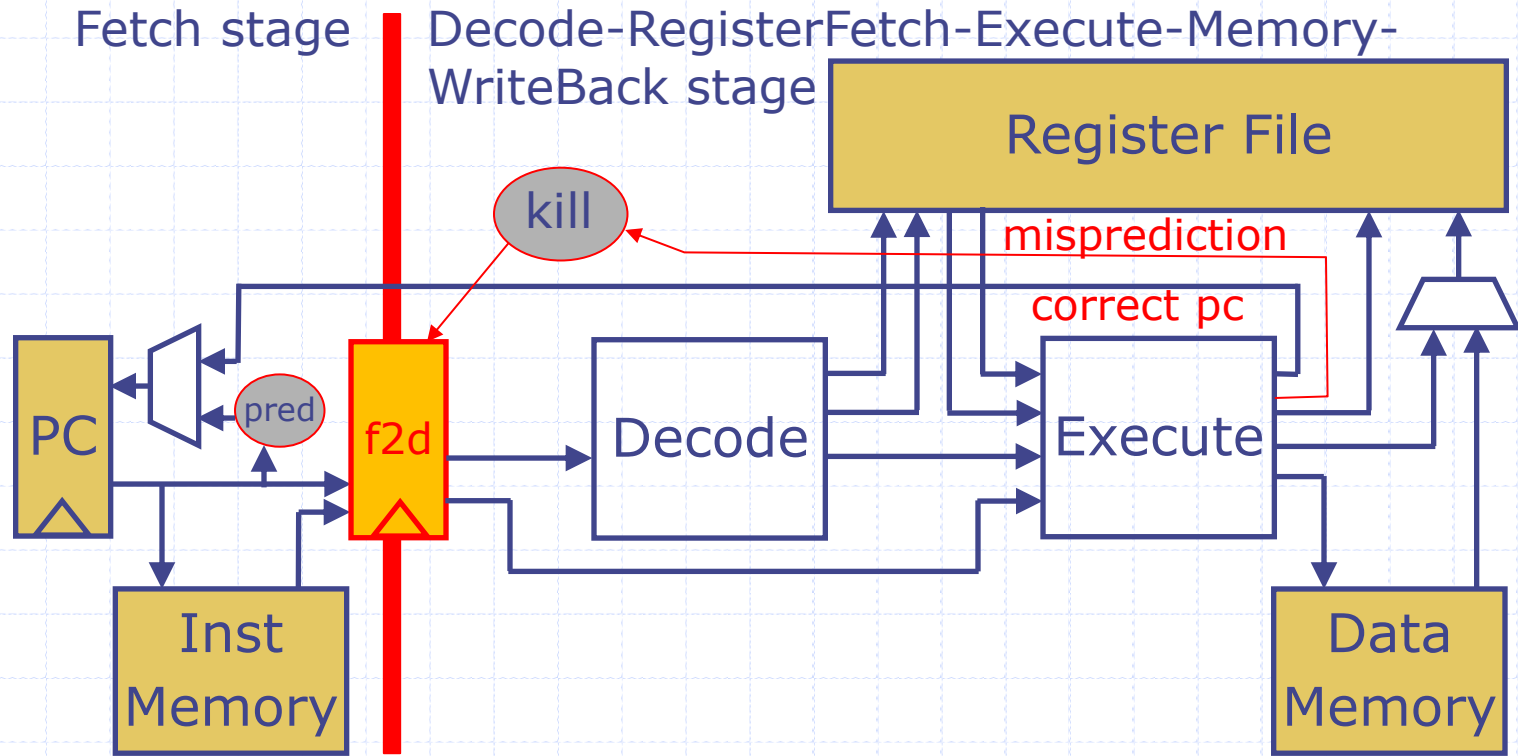 Fetch stage
Decode-RegisterFetch-Execute-Memory-
WriteBack stage
Register File
kill
misprediction
correct pc
pred
PC
f2d
Decode
Execute
Inst
Memory
Data
Memory